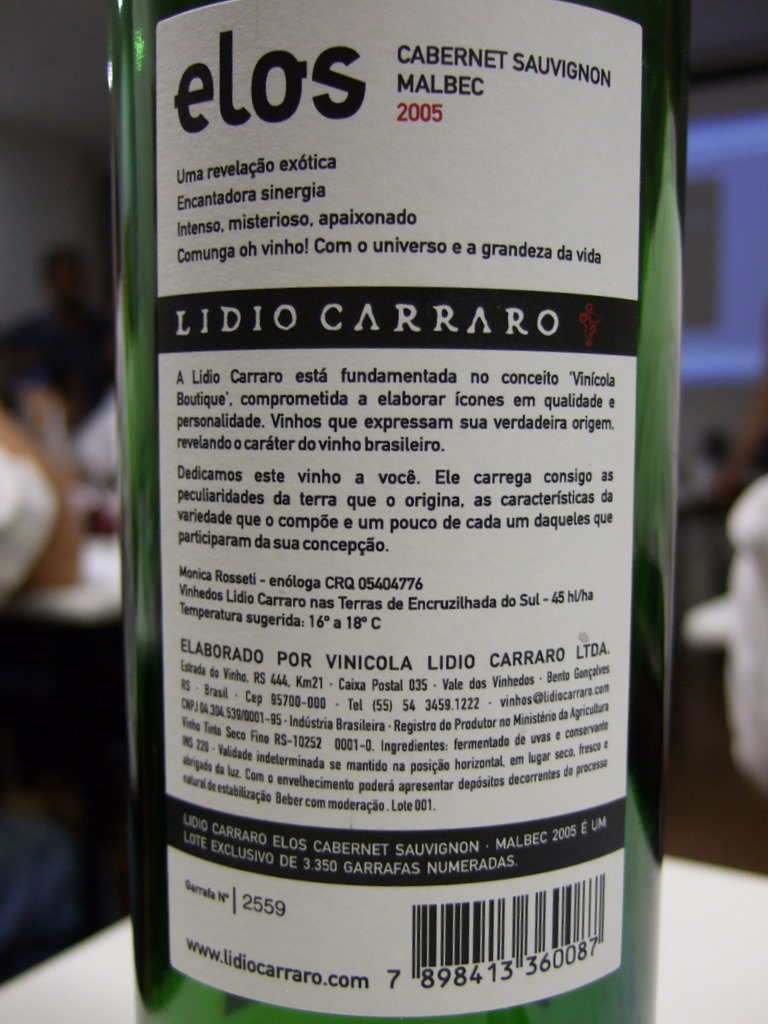 elos
CABERNET SAUVIGNON
MALBEC
2005
Uma revelação exótica
Encantadora sinergia
Intenso, misterioso, apaixonado
Comunga oh vinho! Com o universo e a grandeza da vida
LIDIO CARRARO
A Lidio Carraro está fundamentada no conceito 'Vinícola
Boutique', comprometida a elaborar ícones em qualidade e
personalidade. Vinhos que expressam sua verdadeira origem,
revelando o caráter do vinho brasileiro.
Dedicamos este vinho a você. Ele carrega consigo as
peculiaridades da terra que o origina, as características da
variedade que o compõe e um pouco de cada um daqueles que
participaram da sua concepção.
Monica Rosseti - enóloga CRQ 05404776
Vinhedos Lidio Carraro nas Terras de Encruzilhada do Sul - 45 hl/ha
Temperatura sugerida: 16º a 18º C
ELABORADO POR VINICOLA LIDIO CARRARO LTDA.
Estrada do Vinho, RS 444, Km21 - Caixa Postal 035 - Vale dos Vinhedos - Bento Gonçalves
RS - Brasil - Cep 95700-000 - Tel (55) 54 3459.1222 - vinhos@lidiocarraro.com
CNPJ 04.304.539/0001-95 - Indústria Brasileira - Registro do Produtor no Ministério da Agricultura
Vinho Tinto Seco Fino RS-10252 0001-0. Ingredientes: fermentado de uvas e conservante
INS 220 - Validade indeterminada se mantido na posição horizontal, em lugar seco, fresco e
abrigado da luz. Com o envelhecimento poderá apresentar depósitos decorrentes do processo
natural de estabilização Beber com moderação. Lote 001.
LIDIO CARRARO ELOS CABERNET SAUVIGNON · MALBEC 2005 É UM
LOTE EXCLUSIVO DE 3.350 GARRAFAS NUMERADAS.
Garrafa Nº | 2559
www.lidiocarraro.com
7 898413 360087